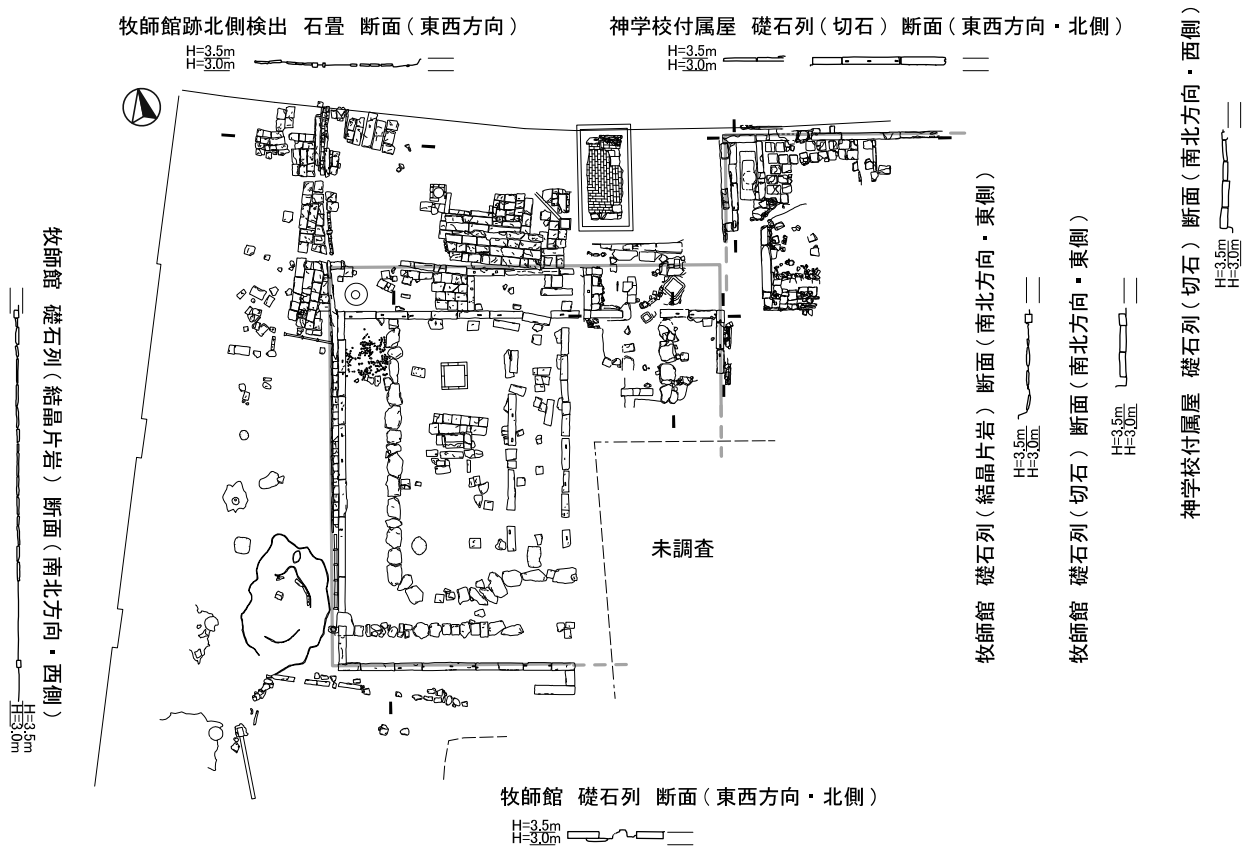 牧師館跡北側検出 石畳 断面（東西方向）
H=3.5m
H=3.0m
神学校付属屋 礎石列（切石）断面（東西方向・北側）
H=3.5m
H=3.0m
神学校付属屋 礎石列（切石）断面（南北方向・西側）
H=3.5m
H=3.0m
牧師館 礎石列（結晶片岩）断面（南北方向・西側）
H=3.5m
H=3.0m
牧師館 礎石列（結晶片岩）断面（南北方向・東側）
H=3.5m
H=3.0m
牧師館 礎石列（切石）断面（南北方向・東側）
H=3.5m
H=3.0m
未調査
牧師館 礎石列 断面（東西方向・北側）
H=3.5m
H=3.0m